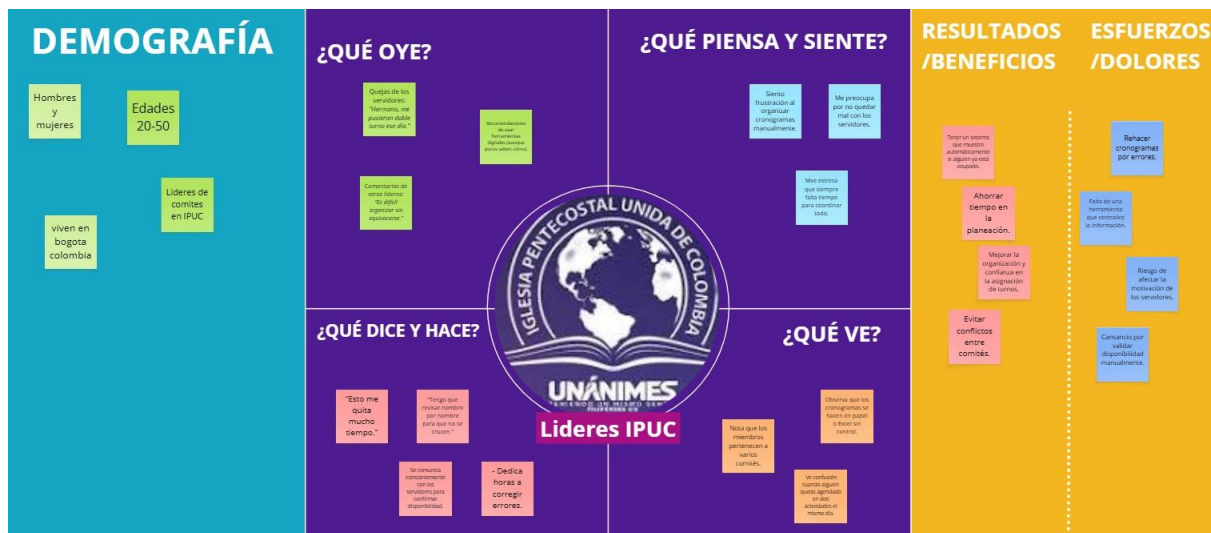 DEMOGRAFÍA
Hombres
y
mujeres
Edades
20-50
Lideres de
comites
en IPUC
viven en
bogota
colombia
¿QUÉ OYE?
Quejas de los
servidores:
"Hermano, me
pusieron doble
turno ese día."
Recomendaciones
de usar
herramientas
digitales (aunque
pocos saben cómo).
Comentarios de
otros líderes:
"Es difícil
organizar sin
equivocarse."
¿QUÉ PIENSA Y SIENTE?
Siento
frustración al
organizar
cronogramas
manualmente.
Me preocupa
por no quedar
mal con los
servidores.
Mve estresa
que siempre
falta tiempo
para coordinar
todo.
IGLESIA PENTECOSTAL UNIDA DE COLOMBIA
UNÁNIMES
Lideres IPUC
¿QUÉ DICE Y HACE?
"Esto me
quita
mucho
tiempo."
"Tengo que
revisar nombre
por nombre
para que no se
crucen."
Se comunica
constantemente
con los
servidores para
confirmar
disponibilidad.
- Dedica
horas a
corregir
errores.
¿QUÉ VE?
Observa que los
cronogramas se
hacen en papel
o Excel sin
control.
Nota que los
miembros
pertenecen a
varios
comités.
Ve confusión
cuando alguien
queda agendado
en dos
actividades el
mismo día.
RESULTADOS
/BENEFICIOS
Tener un sistema
que muestre
automáticamente
si alguien ya está
ocupado.
Ahorrar
tiempo en
la
planeación.
Mejorar la
organización y
confianza en
la asignación
de turnos.
Evitar
conflictos
entre
comités.
ESFUERZOS
/DOLORES
Rehacer
cronogramas
por errores.
Falta de una
herramienta
que centralice
la información.
Riesgo de
afectar la
motivación de
los servidores.
Cansancio por
validar
disponibilidad
manualmente.